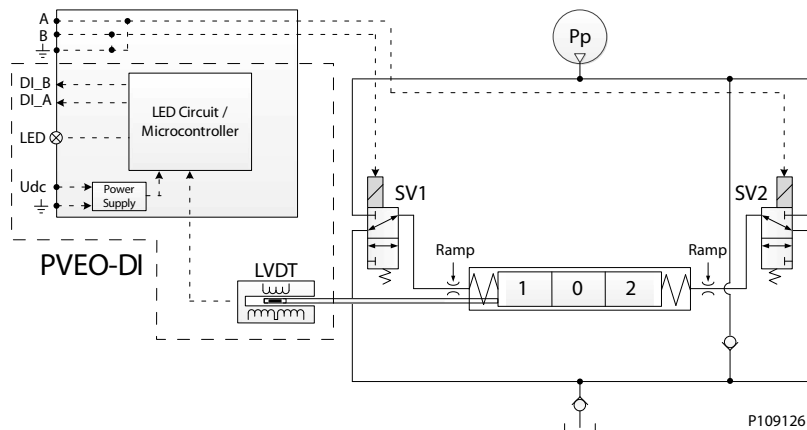 A
B
Pp
DI_B
DI_A
LED Circuit /
Microcontroller
LED
SV1
SV2
Udc
Power
Supply
PVEO-DI
LVDT
Ramp
Ramp
1 0 2
P109126